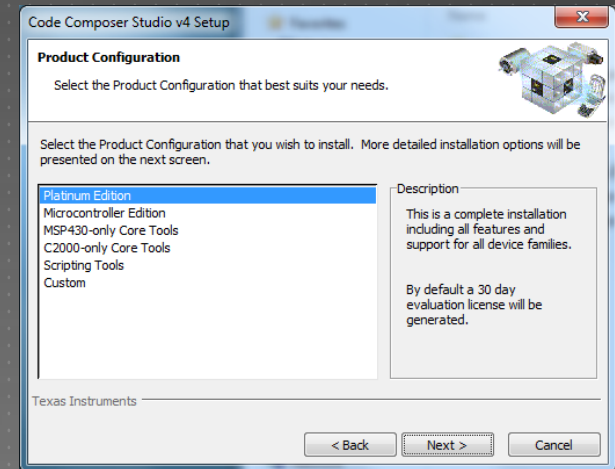 Code Composer Studio v4 Setup
Product Configuration
Select the Product Configuration that best suits your needs.
Select the Product Configuration that you wish to install. More detailed installation options will be
presented on the next screen.
Platinum Edition
Microcontroller Edition
MSP430-only Core Tools
C2000-only Core Tools
Scripting Tools
Custom
Description
This is a complete installation
including all features and
support for all device families.
By default a 30 day
evaluation license will be
generated.
Texas Instruments
< Back
Next >
Cancel